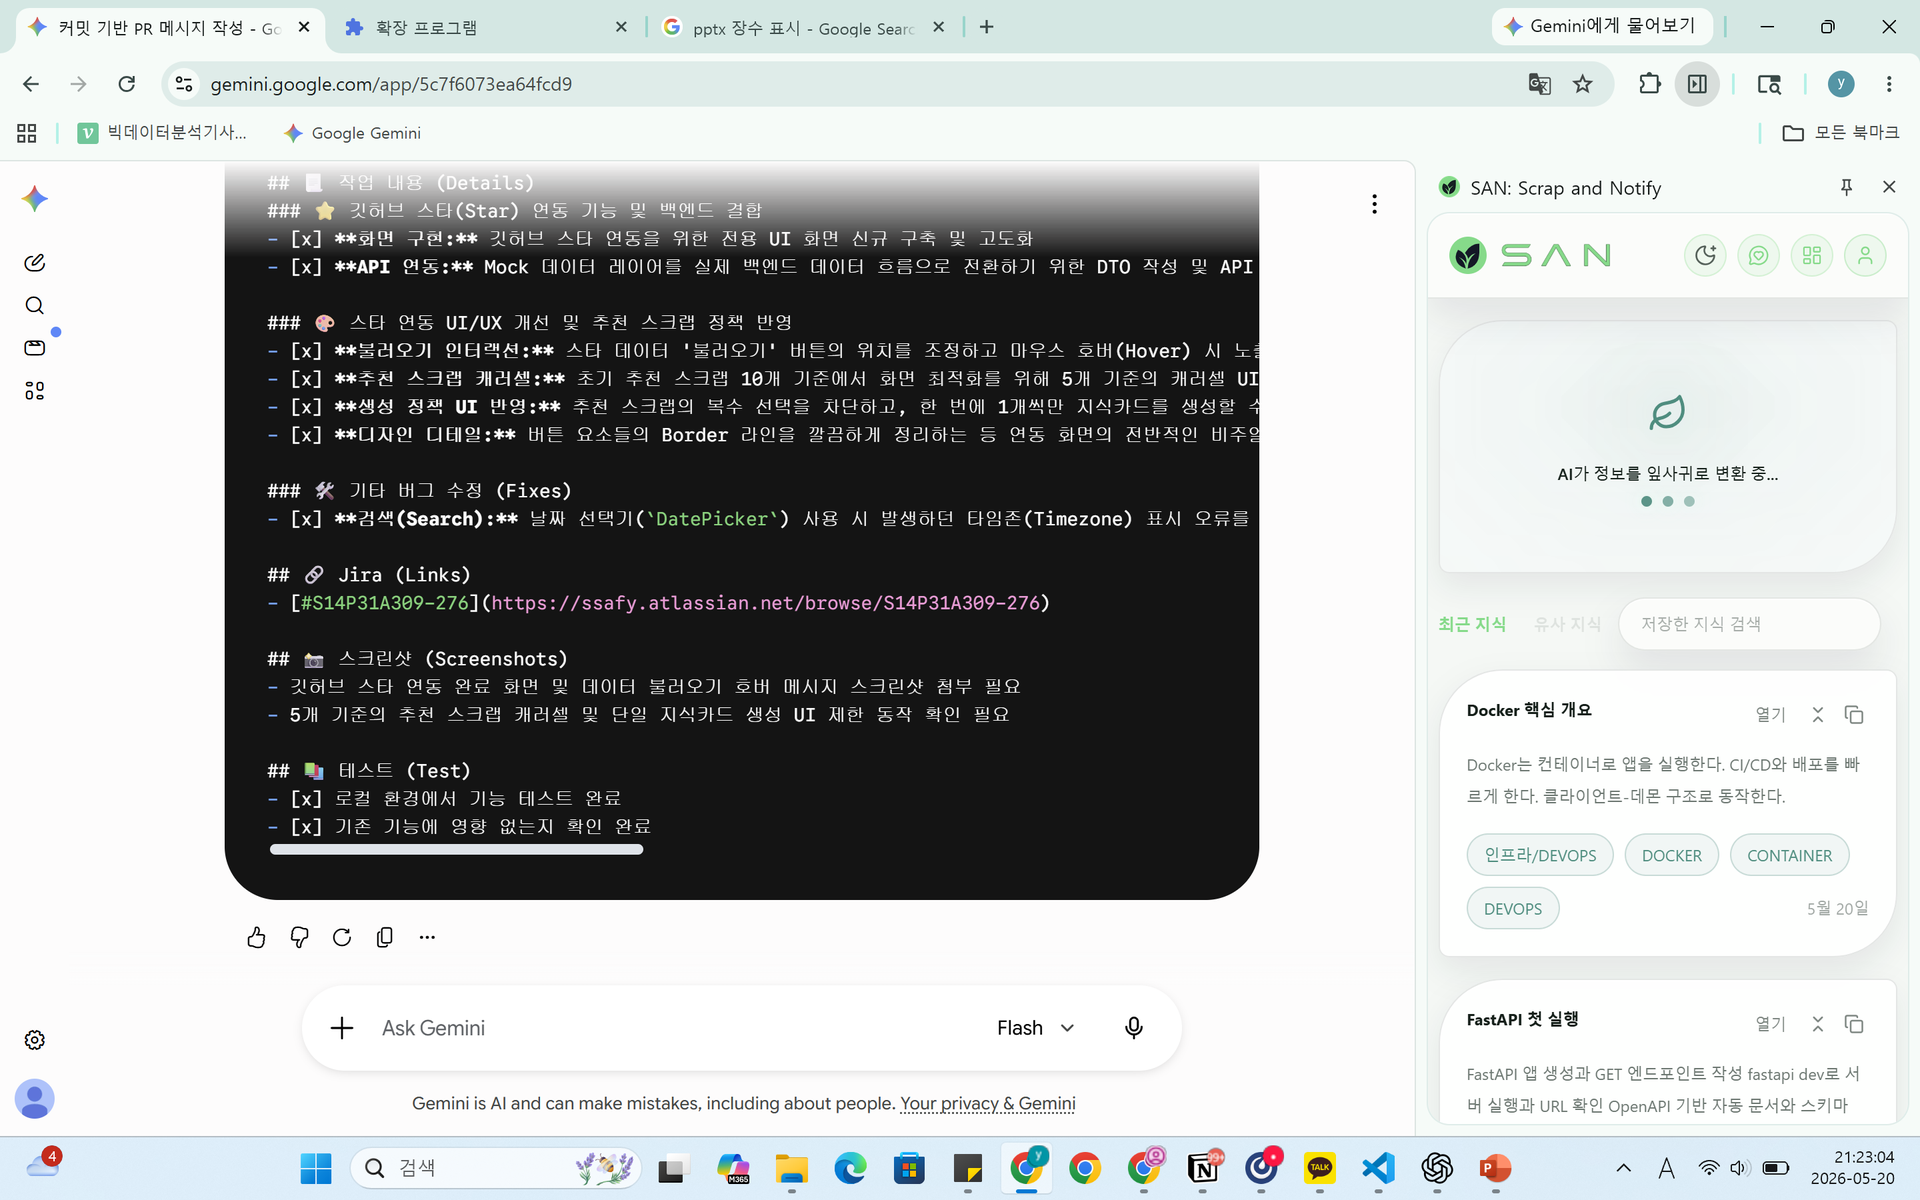 커밋 기반 PR 메시지 작성 - Go
확장 프로그램
pptx 장수 표시 - Google Searc
Gemini에게 물어보기
gemini.google.com/app/5c7f6073ea64fcd9
y
빅데이터분석기사...
Google Gemini
모든 북마크
## 📃 작업 내용 (Details)
### ⭐ 깃허브 스타(Star) 연동 기능 및 백엔드 결합
- [x] **화면 구현:** 깃허브 스타 연동을 위한 전용 UI 화면 신규 구축 및 고도화
- [x] **API 연동:** Mock 데이터 레이어를 실제 백엔드 데이터 흐름으로 전환하기 위한 DTO 작성 및 API
### 🎨 스타 연동 UI/UX 개선 및 추천 스크랩 정책 반영
- [x] **불러오기 인터랙션:** 스타 데이터 '불러오기' 버튼의 위치를 조정하고 마우스 호버(Hover) 시 노출
- [x] **추천 스크랩 캐러셀:** 초기 추천 스크랩 10개 기준에서 화면 최적화를 위해 5개 기준의 캐러셀 UI
- [x] **생성 정책 UI 반영:** 추천 스크랩의 복수 선택을 차단하고, 한 번에 1개씩만 지식카드를 생성할 수
- [x] **디자인 디테일:** 버튼 요소들의 Border 라인을 깔끔하게 정리하는 등 연동 화면의 전반적인 비주얼
### 🛠 기타 버그 수정 (Fixes)
- [x] **검색(Search):** 날짜 선택기(`DatePicker`) 사용 시 발생하던 타임존(Timezone) 표시 오류를
## 🔗 Jira (Links)
- [#S14P31A309-276](https://ssafy.atlassian.net/browse/S14P31A309-276)
## 📷 스크린샷 (Screenshots)
- 깃허브 스타 연동 완료 화면 및 데이터 불러오기 호버 메시지 스크린샷 첨부 필요
- 5개 기준의 추천 스크랩 캐러셀 및 단일 지식카드 생성 UI 제한 동작 확인 필요
## 📚 테스트 (Test)
- [x] 로컬 환경에서 기능 테스트 완료
- [x] 기존 기능에 영향 없는지 확인 완료
Ask Gemini
Flash
Gemini is AI and can make mistakes, including about people. Your privacy & Gemini
SAN: Scrap and Notify
SAN
AI가 정보를 잎사귀로 변환 중...
최근 지식
유사 지식
저장한 지식 검색
Docker 핵심 개요
열기
Docker는 컨테이너로 앱을 실행한다. CI/CD와 배포를 빠
르게 한다. 클라이언트-데몬 구조로 동작한다.
인프라/DEVOPS
DOCKER
CONTAINER
DEVOPS
5월 20일
FastAPI 첫 실행
열기
FastAPI 앱 생성과 GET 엔드포인트 작성 fastapi dev로 서
버 실행과 URL 확인 OpenAPI 기반 자동 문서와 스키마
4
검색
M365
y
99+
TALK
A
21:23:04
2026-05-20